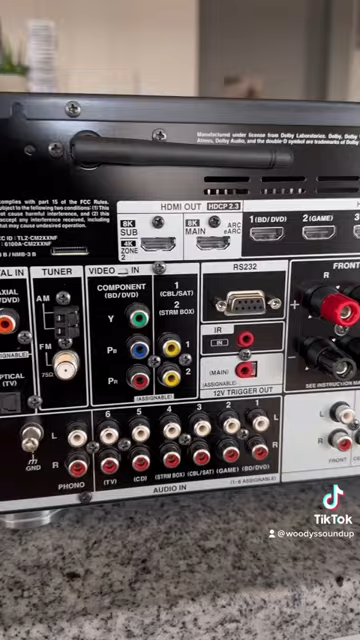 Manufactured under license from Dolby Laboratories. Dolby, Dolby
Atmos, Dolby Audio, and the double-D symbol are trademarks of Dolby
complies with part 15 of the FCC Rules.
subject to the following two conditions: (1) This
not cause harmful interference, and (2) this
accept any interference received, including
that may cause undesired operation.
HDMI OUT HDCP 2.3
8K
SUB
4K
ZONE 2
8K
MAIN
ARC
eARC
1 (BD/DVD)
2 (GAME)
3
TUNER
AM
FM
75Ω
VIDEO IN
COMPONENT
(BD/DVD)
Y
PB
PR
1
(CBL/SAT)
2
(STRM BOX)
1
2
(ASSIGNABLE)
RS232
IR
IN
(MAIN)
(ASSIGNABLE)
12V TRIGGER OUT
FRONT
R
+
SEE INSTRUCTION
AXIAL
OPTICAL
(TV)
GND
L
R
PHONO
6
5
4
3
2
1
L
R
(TV)
(CD)
(STRM BOX)
(CBL/SAT)
(GAME)
(BD/DVD)
AUDIO IN
(1-6 ASSIGNABLE)
L
R
FRONT
TikTok
@woodyssoundup